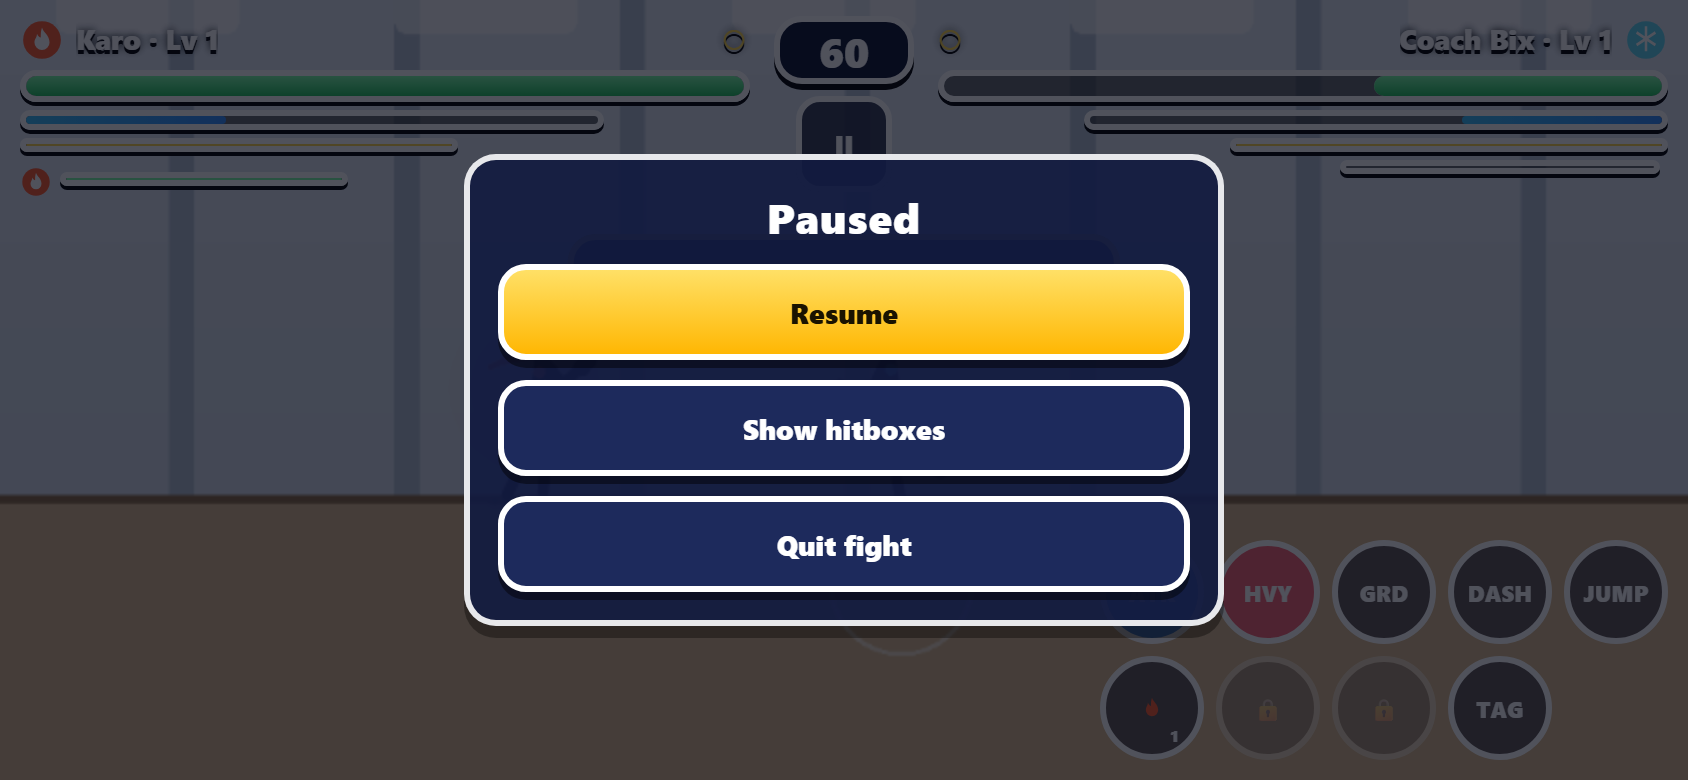 Karo · Lv 1
60
Coach Bix · Lv 1
Paused
Resume
Show hitboxes
Quit fight
HVY
GRD
DASH
JUMP
1
TAG